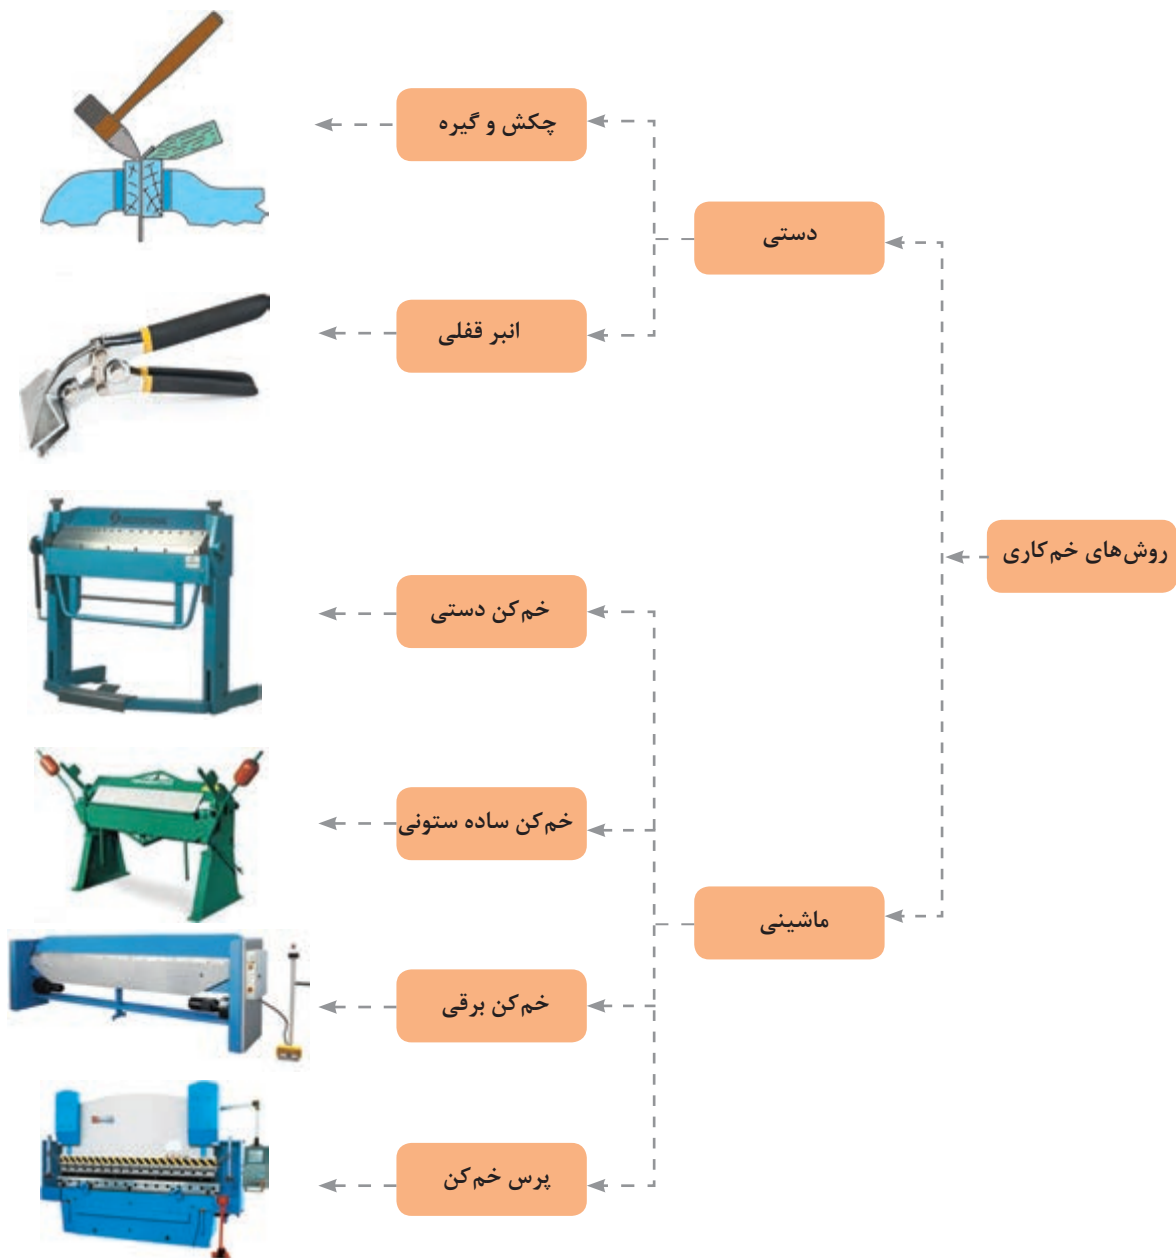 روش‌های خم‌کاری
دستی
چکش و گیره
انبر قفلی
ماشینی
خم‌کن دستی
خم‌کن ساده ستونی
خم‌کن برقی
پرس خم‌کن